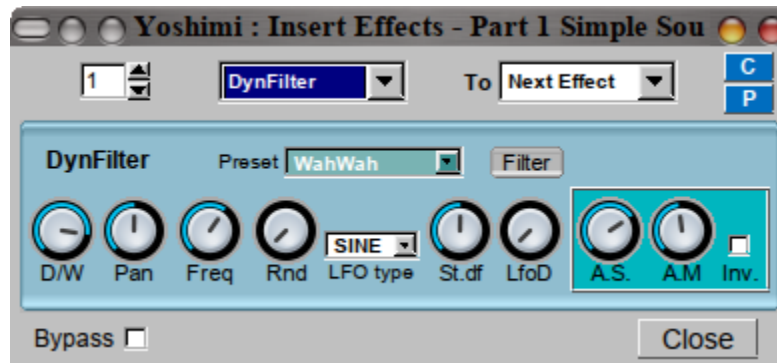 Yoshimi : Insert Effects - Part 1 Simple Sou
1 DynFilter To Next Effect C
P
DynFilter Preset WahWah Filter
SINE
D/W Pan Freq Rnd LFO type St.df LfoD A.S. A.M Inv.
Bypass Close